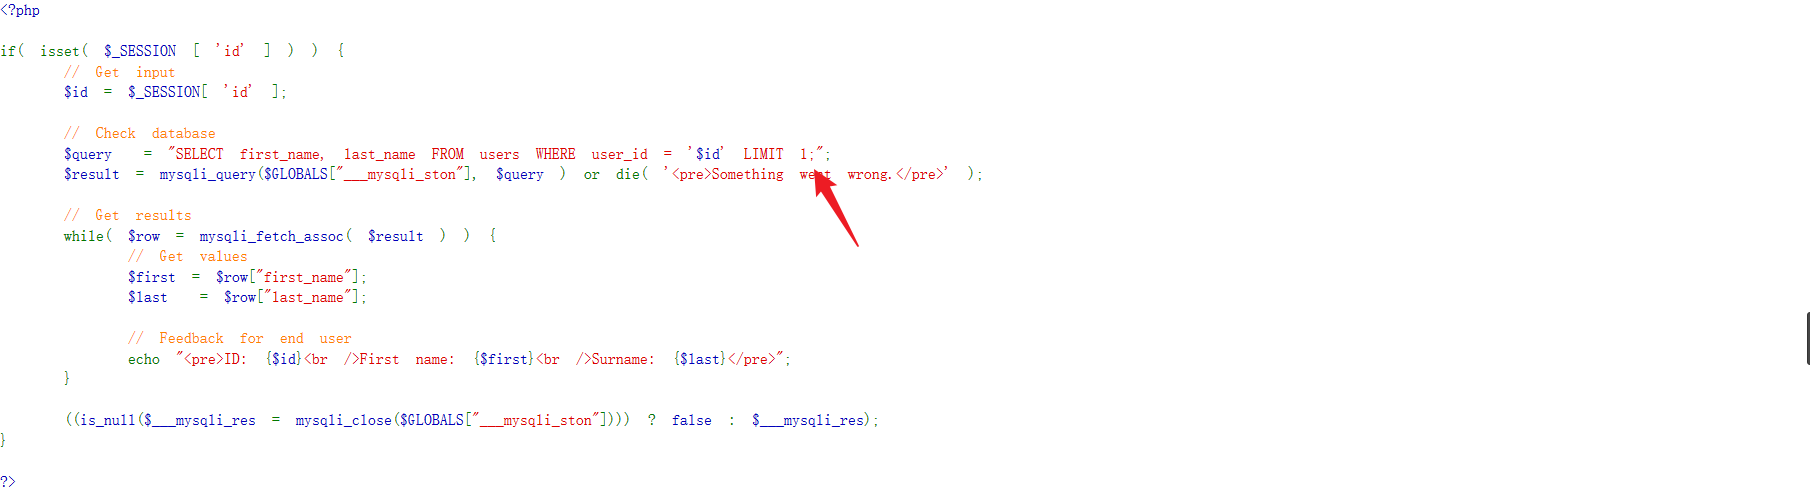 <?php
if( isset( $_SESSION [ 'id' ] ) ) {
// Get input
$id = $_SESSION[ 'id' ];
// Check database
$query = "SELECT first_name, last_name FROM users WHERE user_id = '$id' LIMIT 1;";
$result = mysqli_query($GLOBALS["___mysqli_ston"], $query ) or die( '<pre>Something went wrong.</pre>' );
// Get results
while( $row = mysqli_fetch_assoc( $result ) ) {
// Get values
$first = $row["first_name"];
$last = $row["last_name"];
// Feedback for end user
echo "<pre>ID: {$id}<br />First name: {$first}<br />Surname: {$last}</pre>";
}
((is_null($___mysqli_res = mysqli_close($GLOBALS["___mysqli_ston"]))) ? false : $___mysqli_res);
}
?>